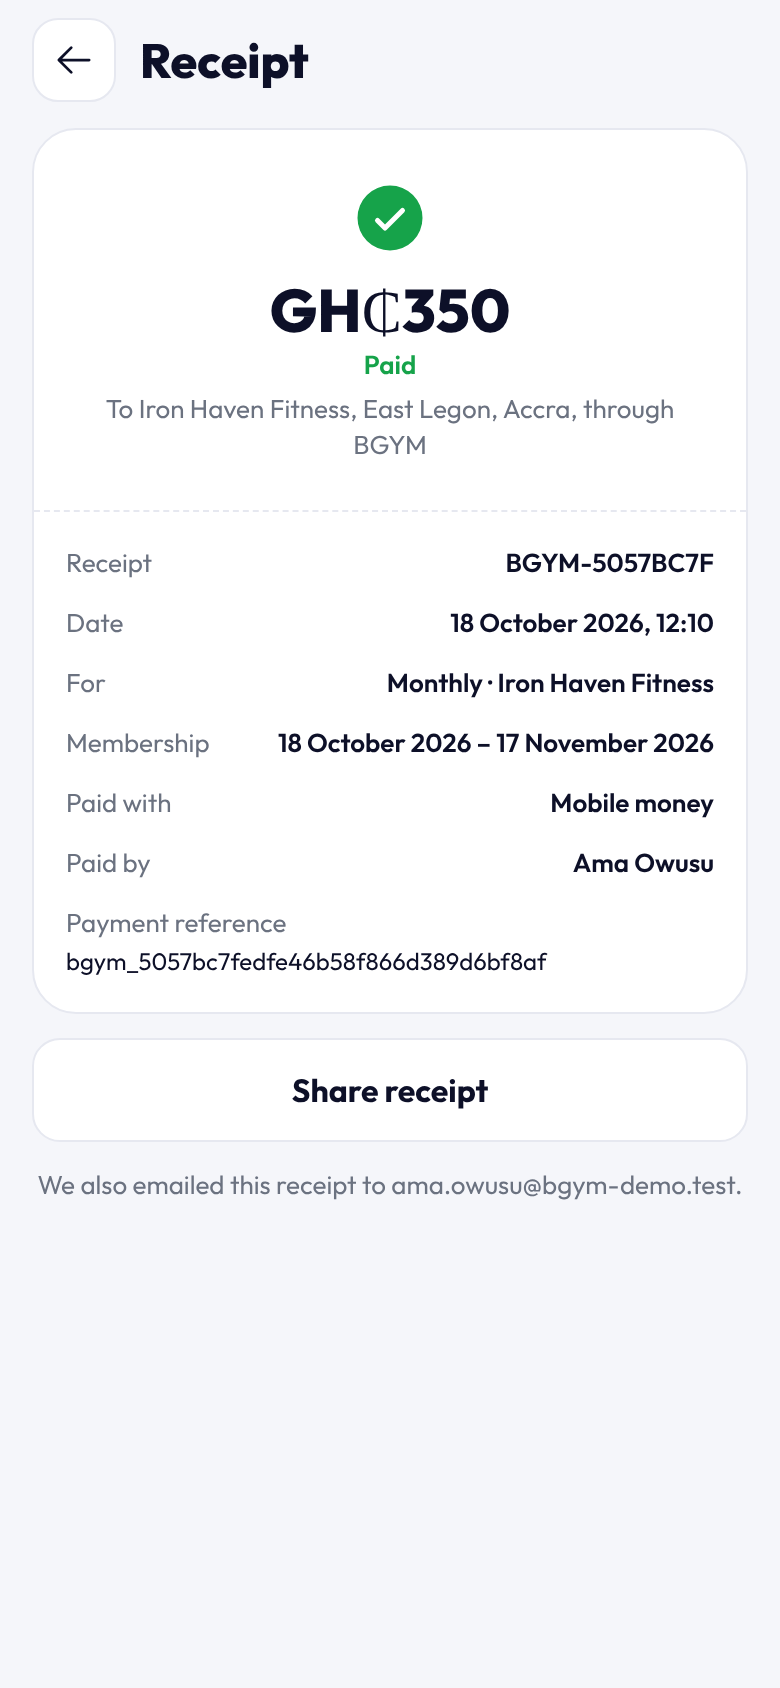 Receipt
GH₵350
Paid
To Iron Haven Fitness, East Legon, Accra, through
BGYM
Receipt BGYM-5057BC7F
Date 18 October 2026, 12:10
For Monthly · Iron Haven Fitness
Membership 18 October 2026 – 17 November 2026
Paid with Mobile money
Paid by Ama Owusu
Payment reference
bgym_5057bc7fedfe46b58f866d389d6bf8af
Share receipt
We also emailed this receipt to ama.owusu@bgym-demo.test.